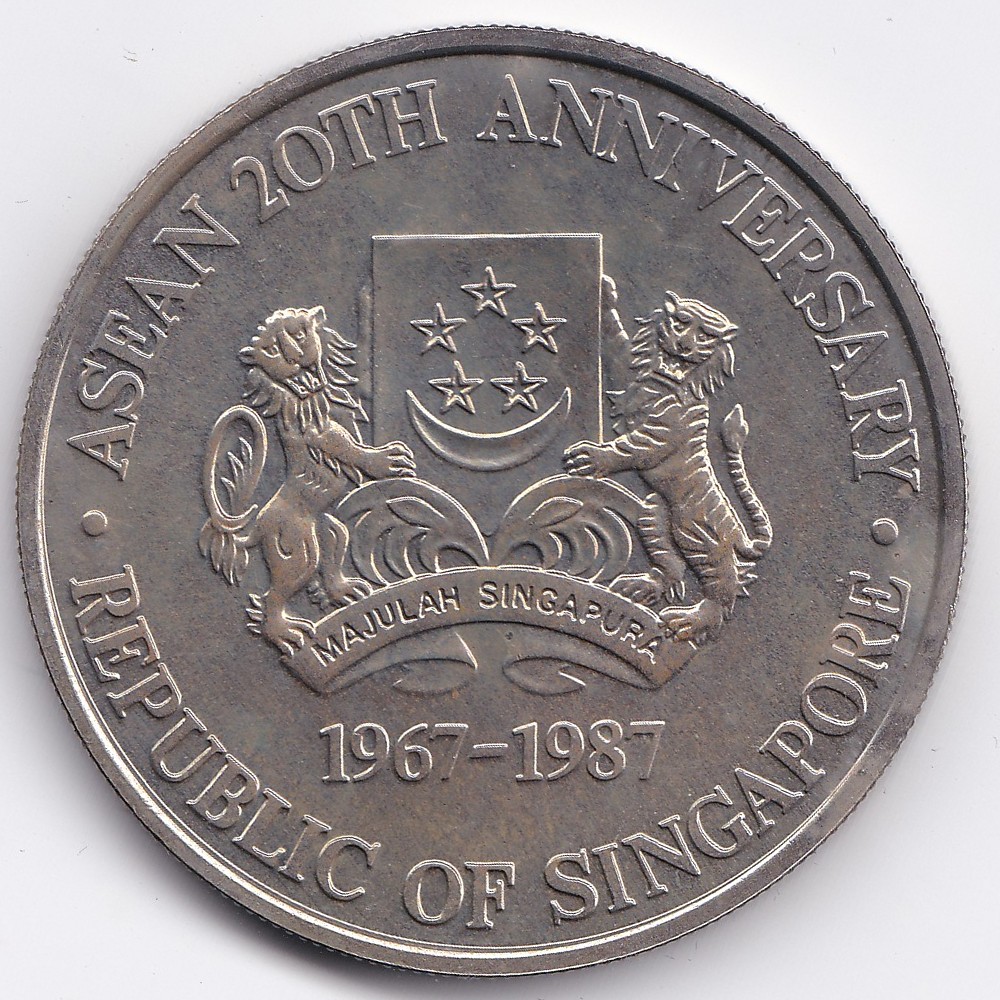 ASEAN 20TH ANNIVERSARY
MAJULAH SINGAPURA
1967-1987
• REPUBLIC OF SINGAPORE •